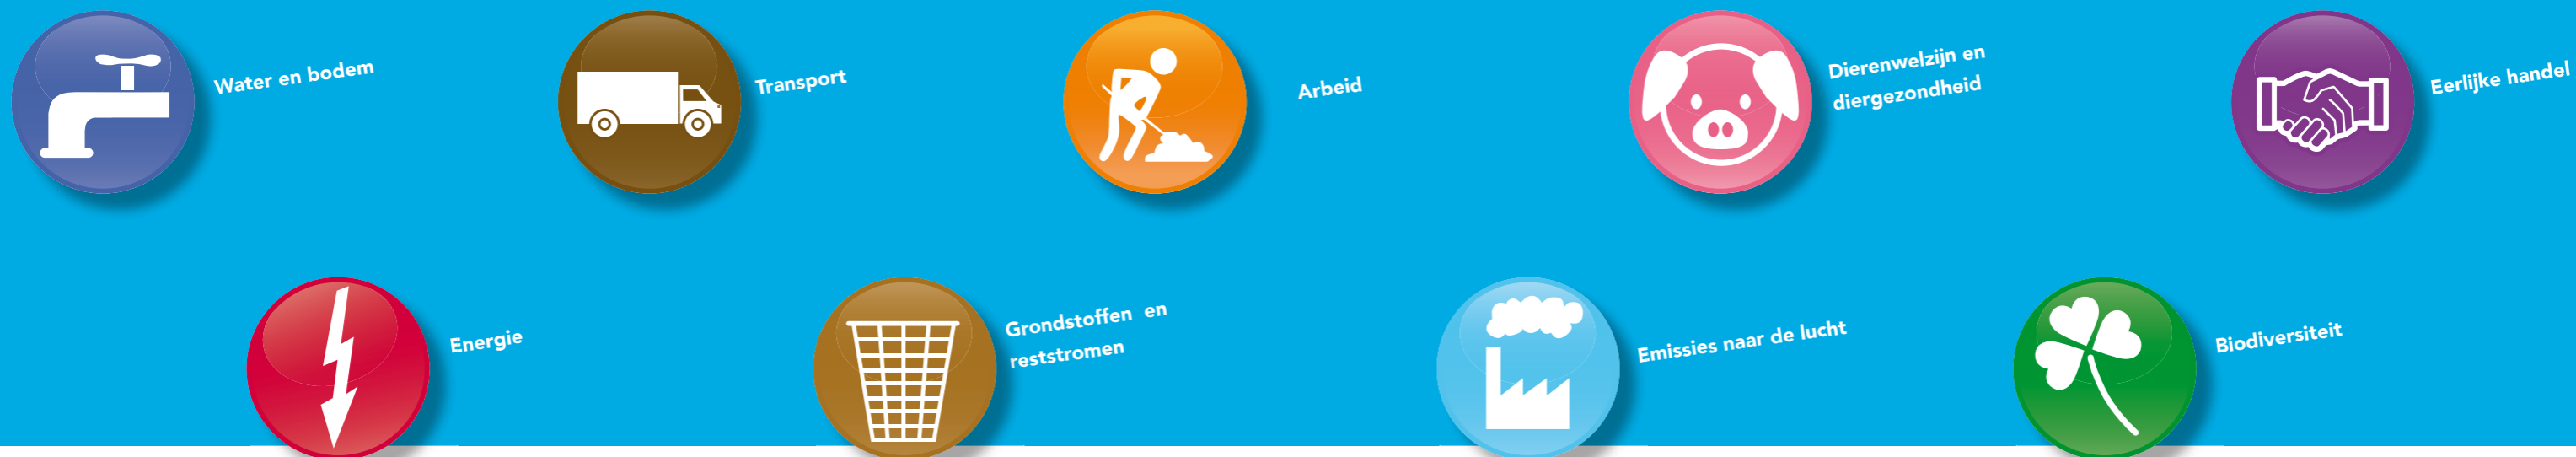 Water en bodem
Transport
Arbeid
Dierenwelzijn en
diergezondheid
Eerlijke handel
Energie
Grondstoffen en
reststromen
Emissies naar de lucht
Biodiversiteit